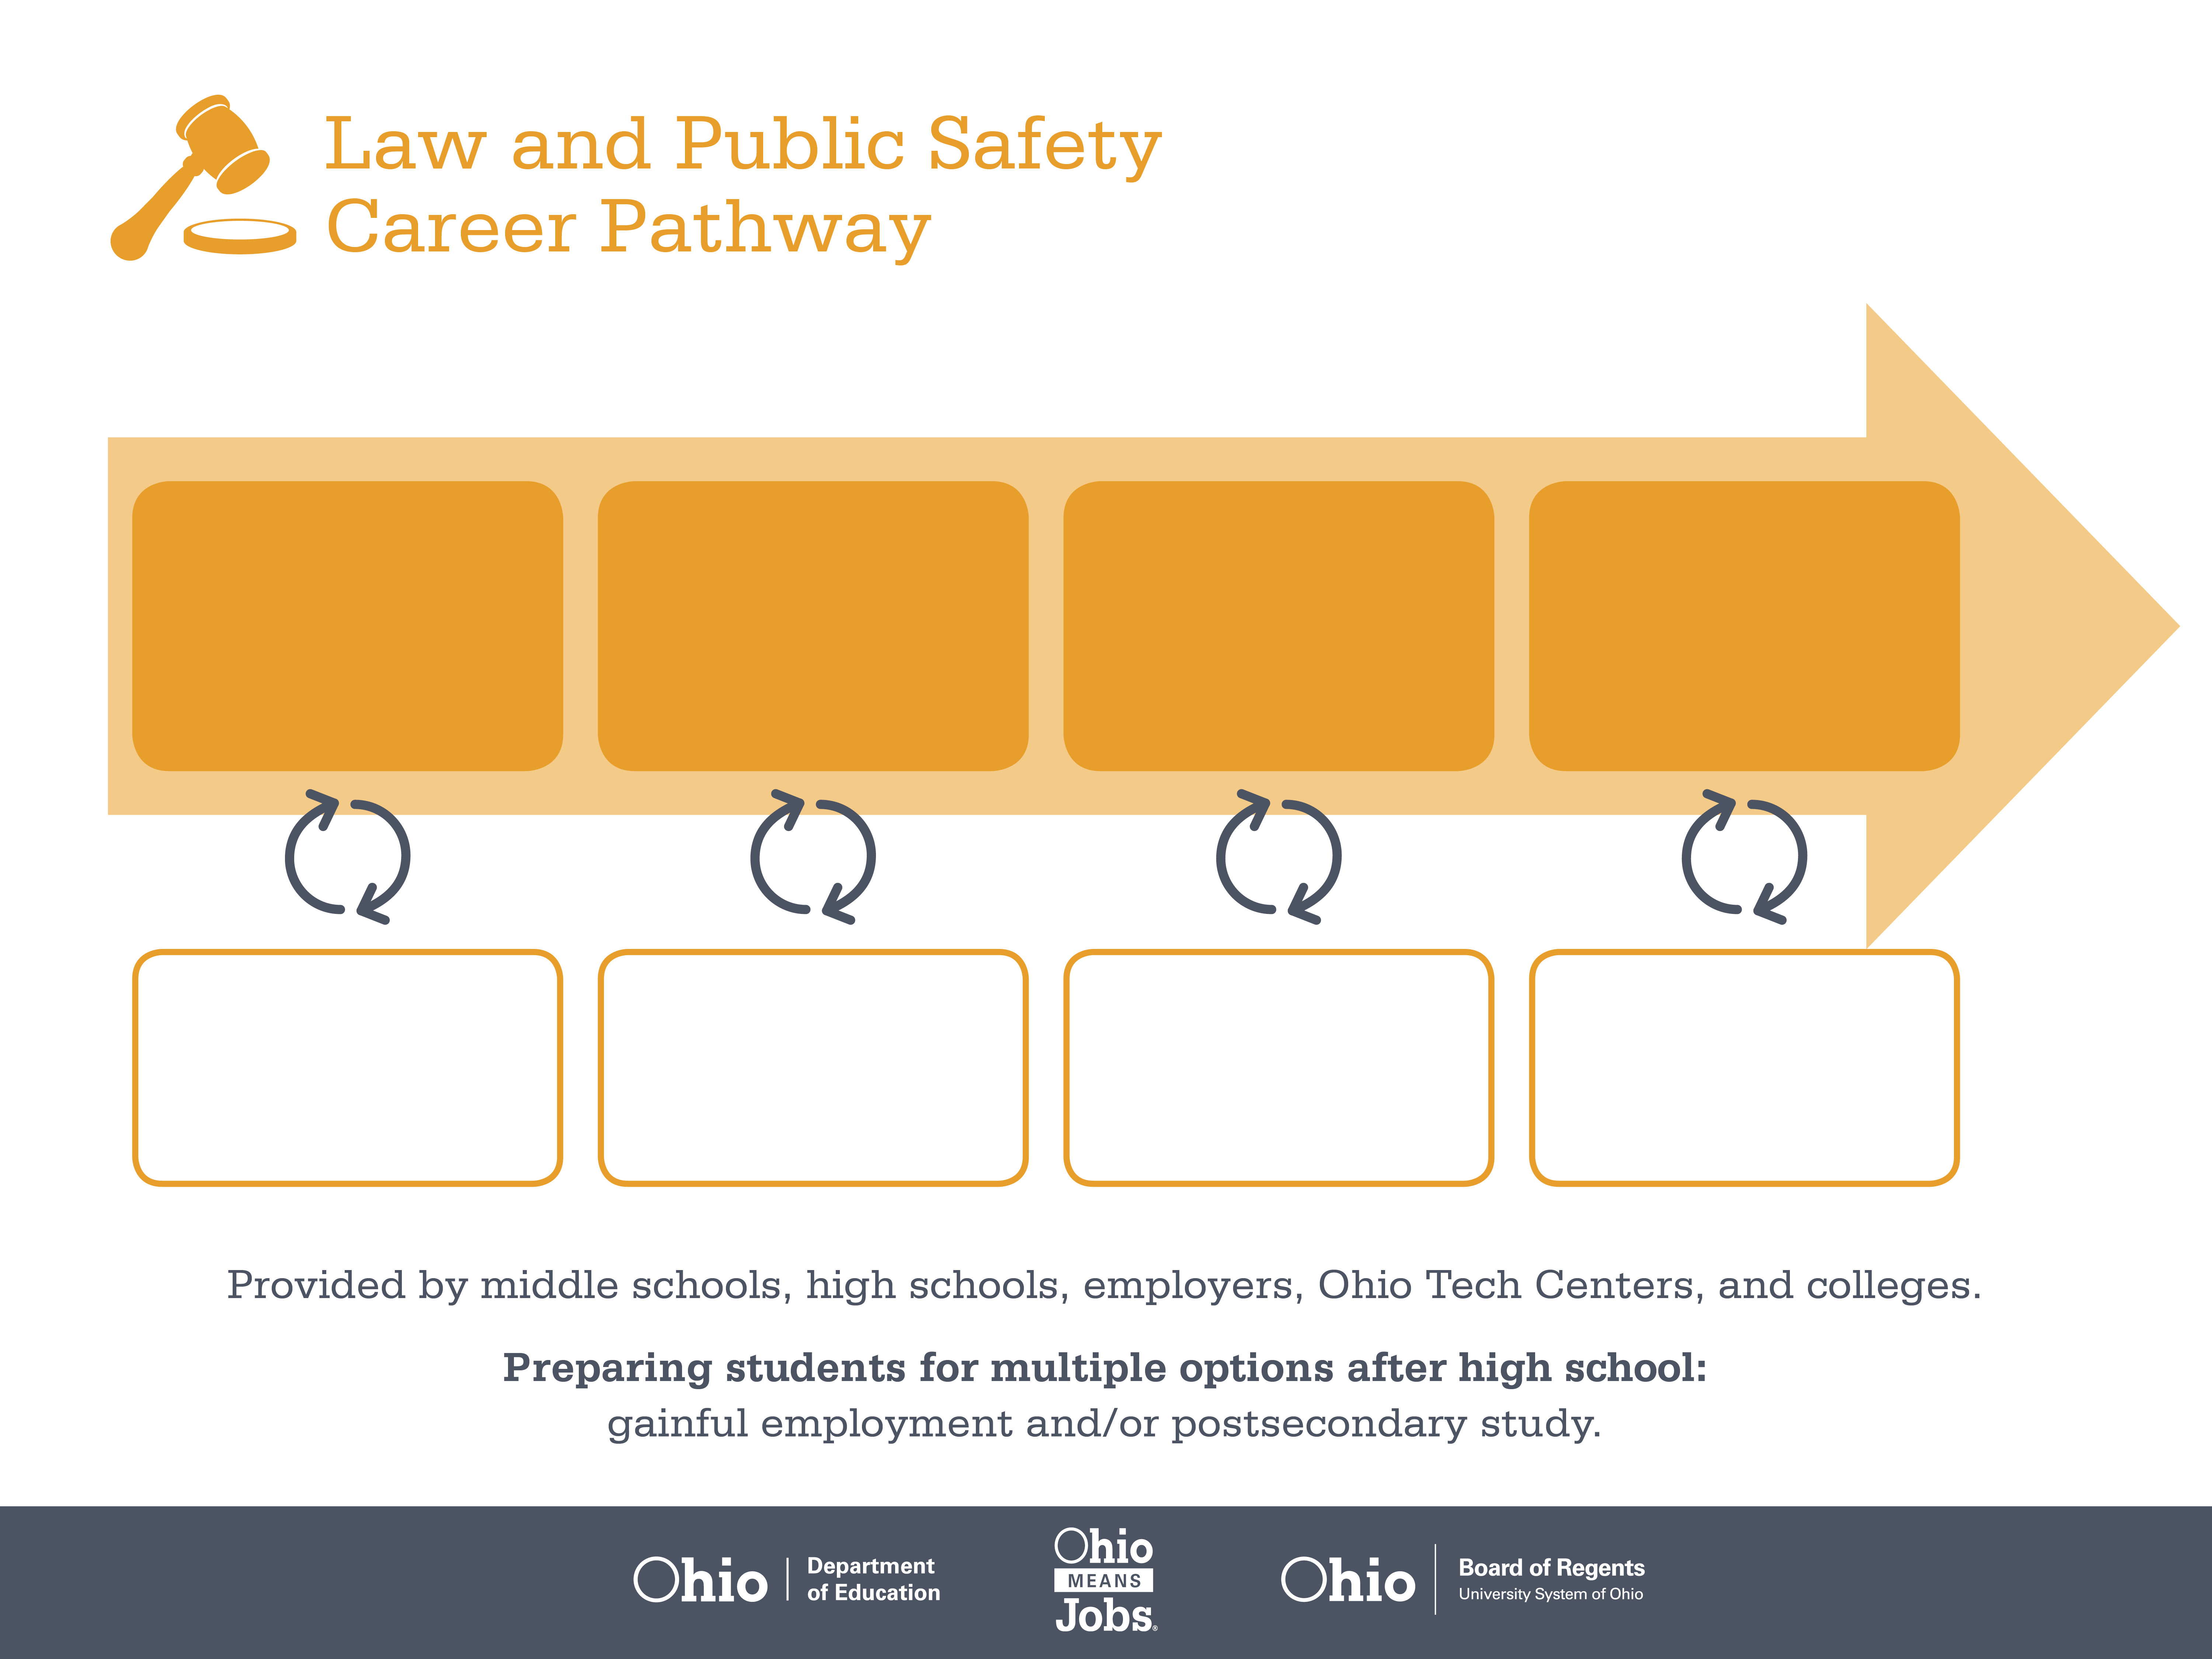 Law and Public Safety
Career Pathway
Provided by middle schools, high schools, employers, Ohio Tech Centers, and colleges.
Preparing students for multiple options after high school:
gainful employment and/or postsecondary study.
Ohio
Department
of Education
Ohio
MEANS
Jobs®
Ohio
Board of Regents
University System of Ohio